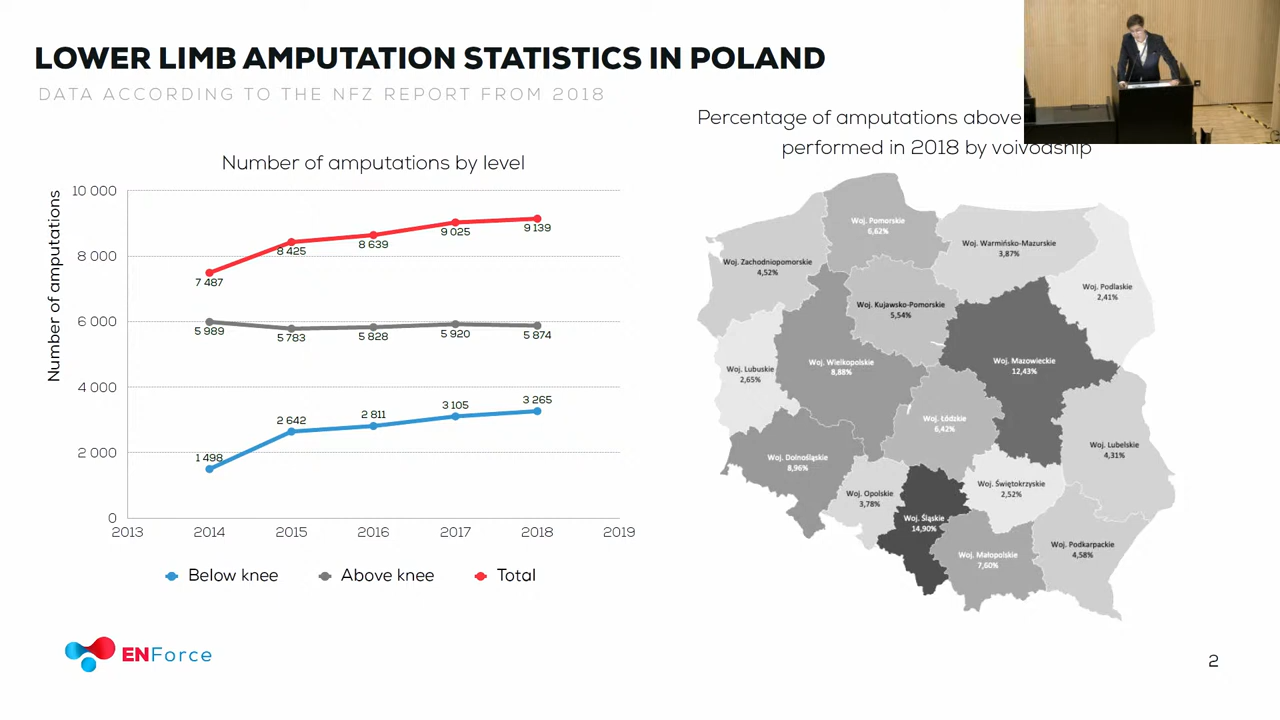 LOWER LIMB AMPUTATION STATISTICS IN POLAND
DATA ACCORDING TO THE NFZ REPORT FROM 2018
Number of amputations by level
Number of amputations
10 000
8 000
6 000
4 000
2 000
0
2013
2014
2015
2016
2017
2018
2019
7 487
8 425
8 639
9 025
9 139
5 989
5 783
5 828
5 920
5 874
1 498
2 642
2 811
3 105
3 265
Below knee
Above knee
Total
Percentage of amputations above
performed in 2018 by voivodship
Woj. Pomorskie
6,62%
Woj. Warmińsko-Mazurskie
3,87%
Woj. Zachodniopomorskie
4,52%
Woj. Podlaskie
2,41%
Woj. Kujawsko-Pomorskie
5,54%
Woj. Mazowieckie
12,43%
Woj. Wielkopolskie
8,88%
Woj. Lubuskie
2,65%
Woj. Łódzkie
6,42%
Woj. Lubelskie
4,31%
Woj. Dolnośląskie
8,96%
Woj. Świętokrzyskie
2,52%
Woj. Opolskie
3,78%
Woj. Śląskie
14,90%
Woj. Podkarpackie
4,58%
Woj. Małopolskie
7,60%
ENForce
2